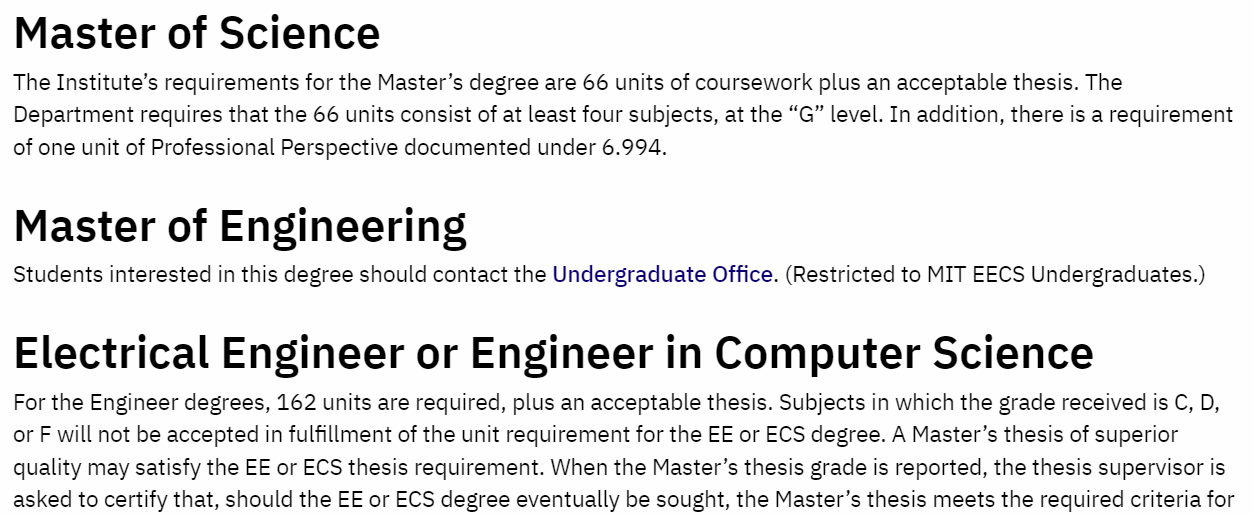 Master of Science
The Institute’s requirements for the Master’s degree are 66 units of coursework plus an acceptable thesis. The
Department requires that the 66 units consist of at least four subjects, at the “G” level. In addition, there is a requirement
of one unit of Professional Perspective documented under 6.994.
Master of Engineering
Students interested in this degree should contact the Undergraduate Office. (Restricted to MIT EECS Undergraduates.)
Electrical Engineer or Engineer in Computer Science
For the Engineer degrees, 162 units are required, plus an acceptable thesis. Subjects in which the grade received is C, D,
or F will not be accepted in fulfillment of the unit requirement for the EE or ECS degree. A Master’s thesis of superior
quality may satisfy the EE or ECS thesis requirement. When the Master’s thesis grade is reported, the thesis supervisor is
asked to certify that, should the EE or ECS degree eventually be sought, the Master’s thesis meets the required criteria for